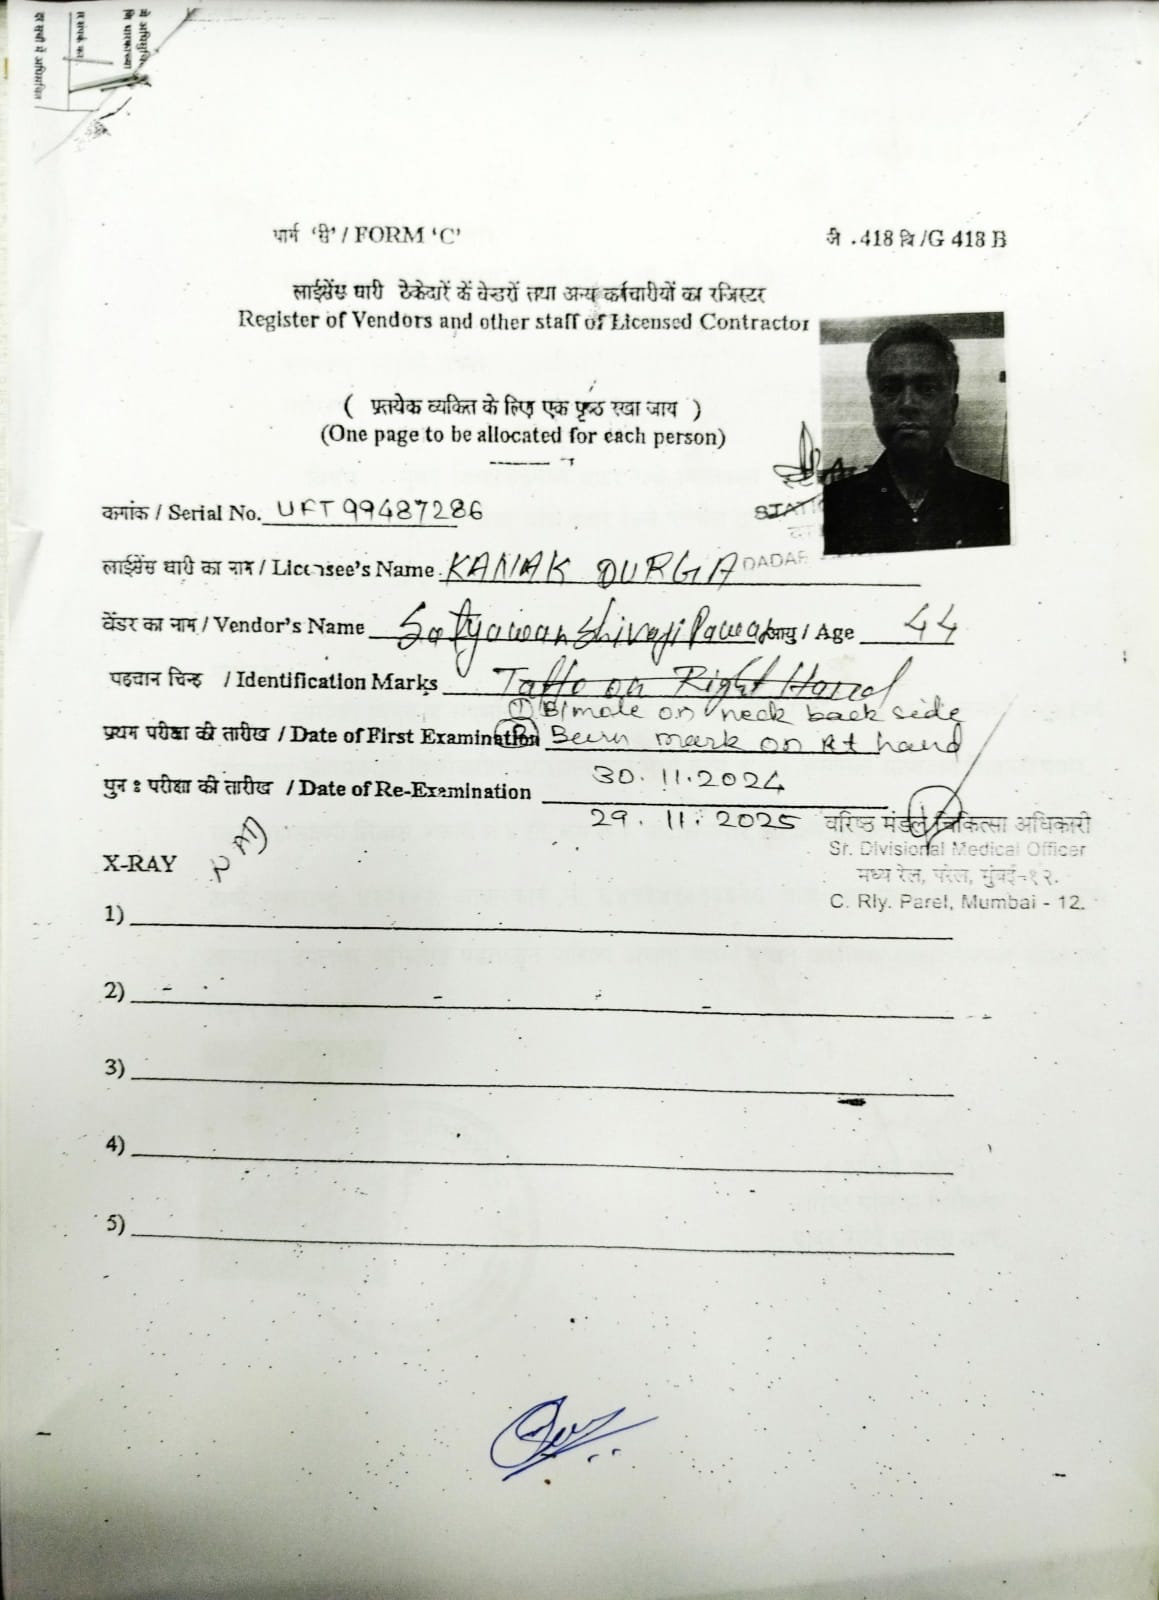 फार्म 'सी' / FORM 'C'
जी .418 बि /G 418 B
लाईसेंस धारी ठेकेदारें कें वेन्डरों तथा अन्य कर्मचारीयों का रजिस्टर
Register of Vendors and other staff of Licensed Contractor
( प्रत्येक व्यकित के लिए एक पृष्ठ रखा जाय )
(One page to be allocated for each person)
कमांक / Serial No. UFT 99487286
DADAR
लाईसेंस धारी का नाम / Licensee's Name KANAK DURGA
वेंडर का नाम / Vendor's Name Satyawan Shivaji Pawar आयु / Age 44
पहचान चिन्ह / Identification Marks Tatto on Right Hand
① B/mole on neck back side
प्रथम परीक्षा की तारीख / Date of First Examination ② Beurn mark on Rt hand
पुन : परीक्षा की तारीख / Date of Re-Examination 30.11.2024
29.11.2025
वरिष्ठ मंडल चिकित्सा अधिकारी
Sr. Divisional Medical Officer
मध्य रेल, परेल, मुंबई-१२.
C. Rly. Parel, Mumbai - 12.
X-RAY
1)
2)
3)
4)
5)